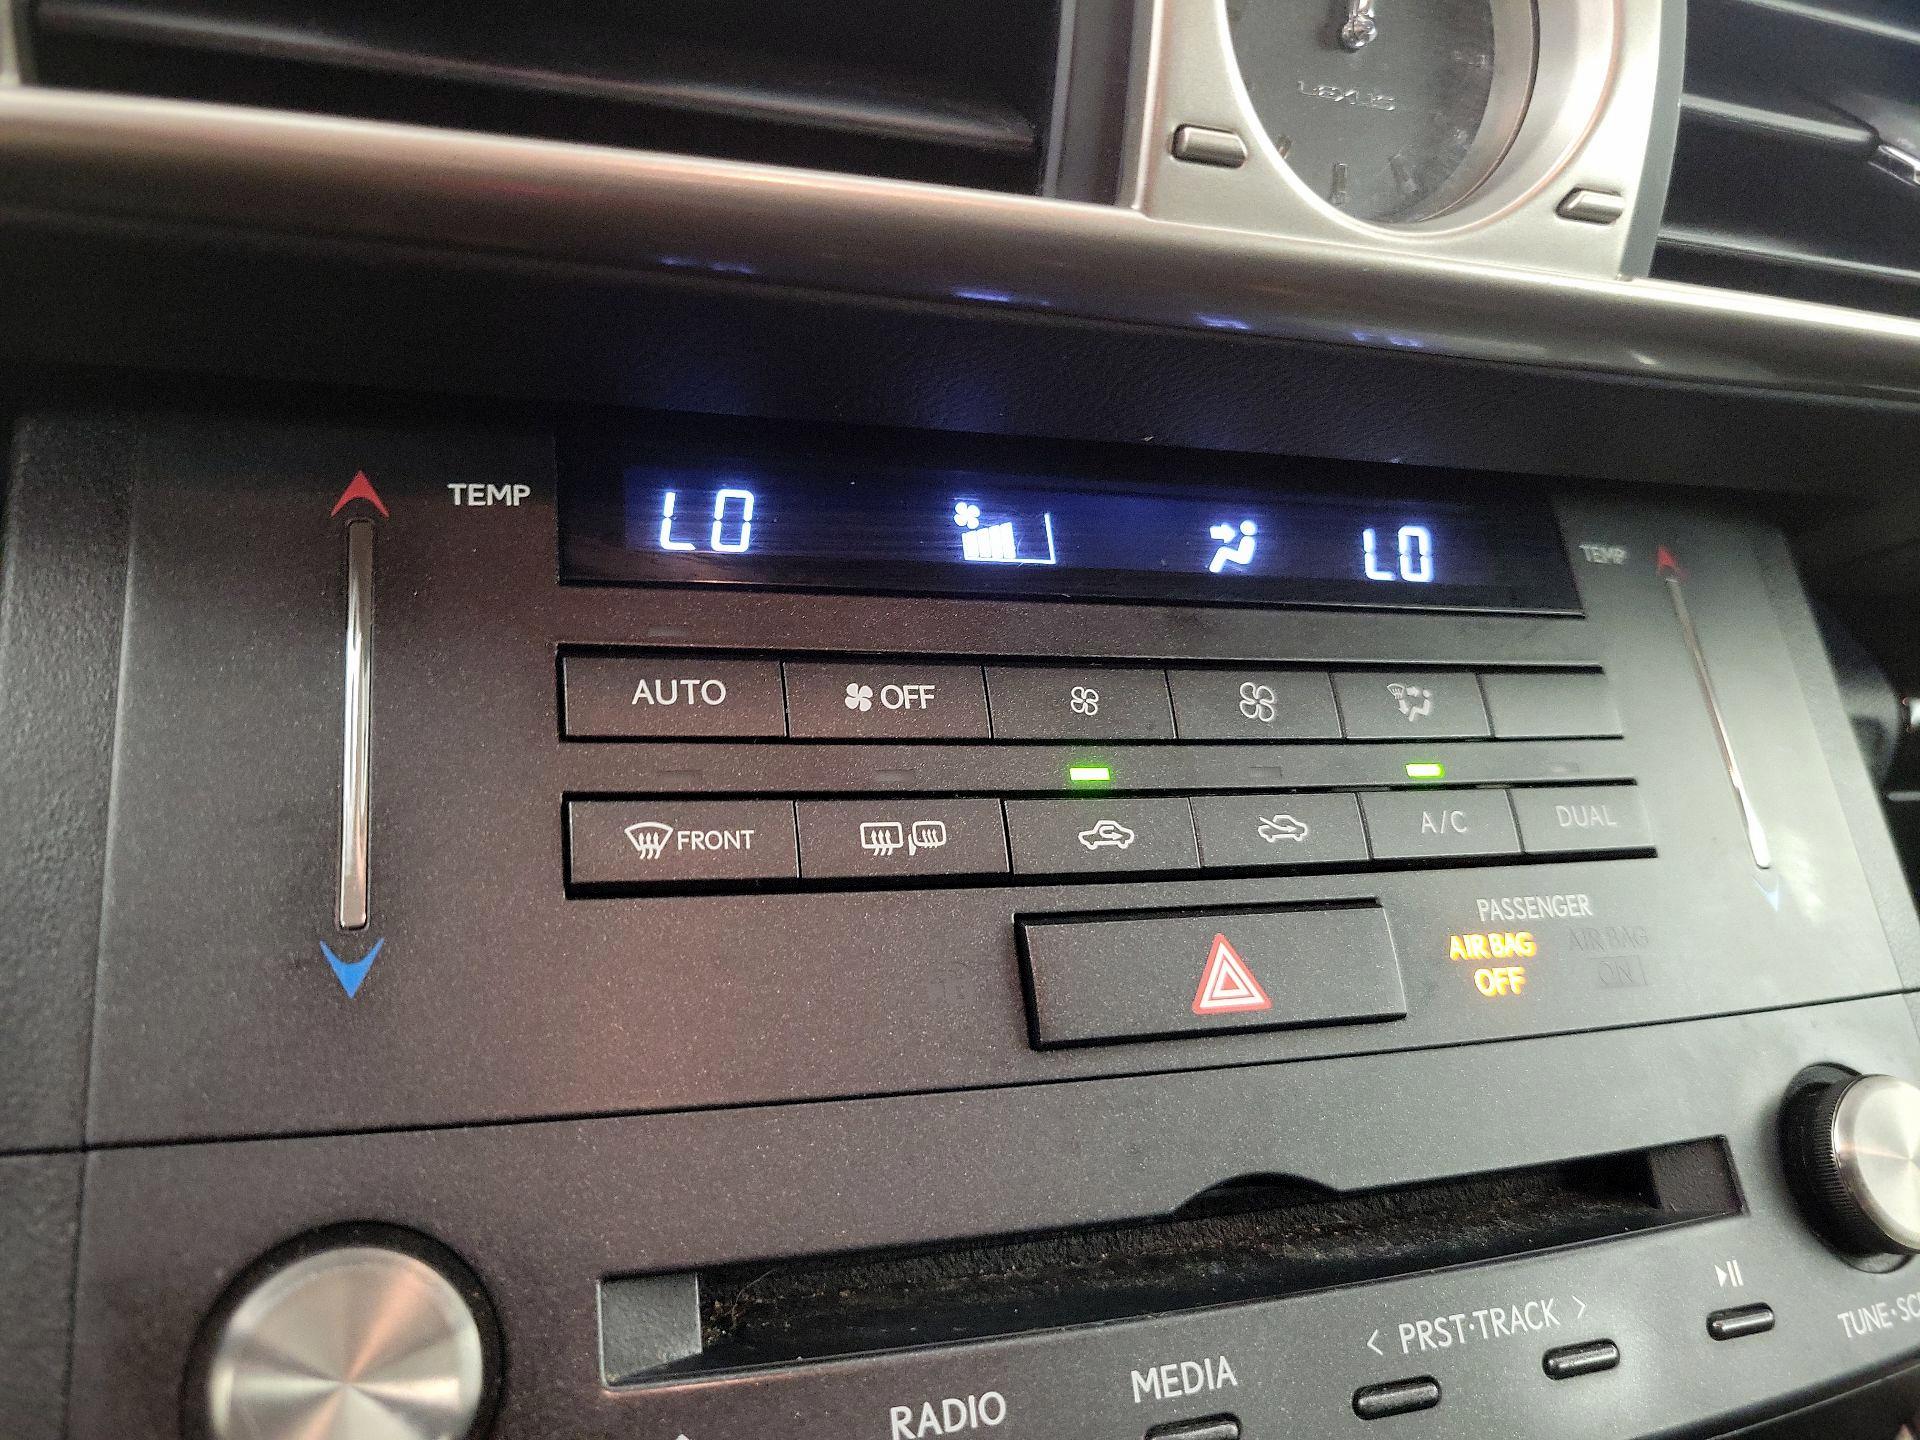 LEXUS
TEMP
LO
LO
TEMP
AUTO
OFF
FRONT
A/C
DUAL
PASSENGER
AIR BAG
OFF
AIR BAG
ON
RADIO
MEDIA
< PRST·TRACK >